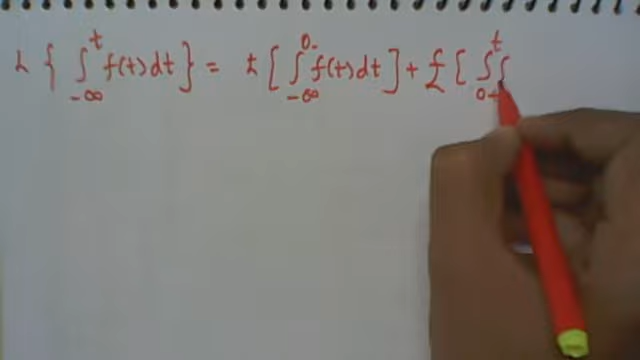 L { ∫_{-∞}^{t} f(t) dt } = £ [ ∫_{-∞}^{0-} f(t) dt ] + £ [ ∫_{0+}^{t} f